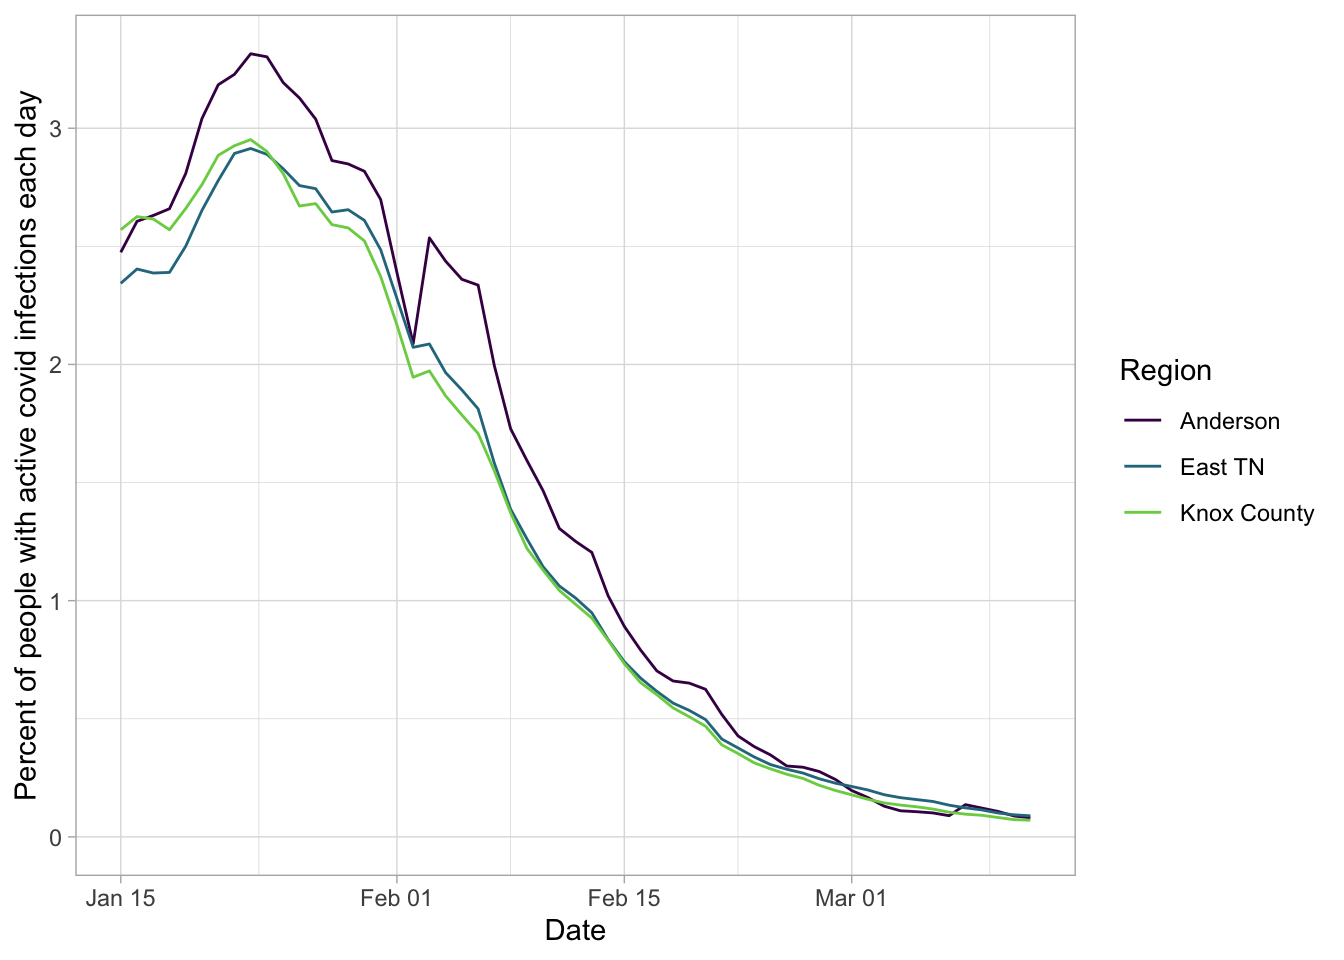 Percent of people with active covid infections each day
3
2
1
0
Jan 15
Feb 01
Feb 15
Mar 01
Date
Region
Anderson
East TN
Knox County